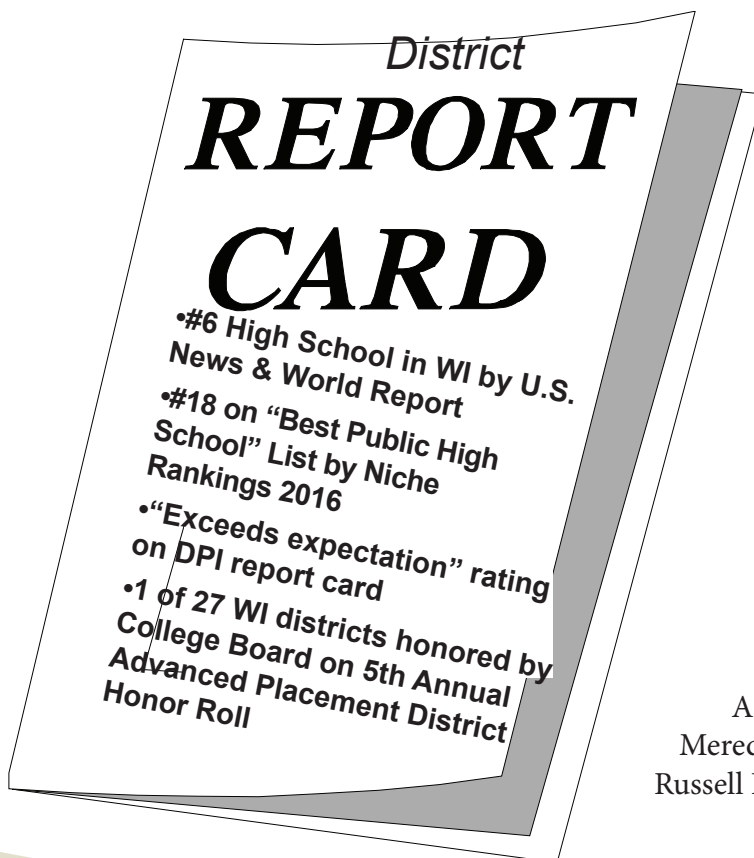 District
REPORT
CARD
•#6 High School in WI by U.S.
News & World Report
•#18 on “Best Public High
School” List by Niche
Rankings 2016
•“Exceeds expectation” rating
on DPI report card
•1 of 27 WI districts honored by
College Board on 5th Annual
Advanced Placement District
Honor Roll
Russell